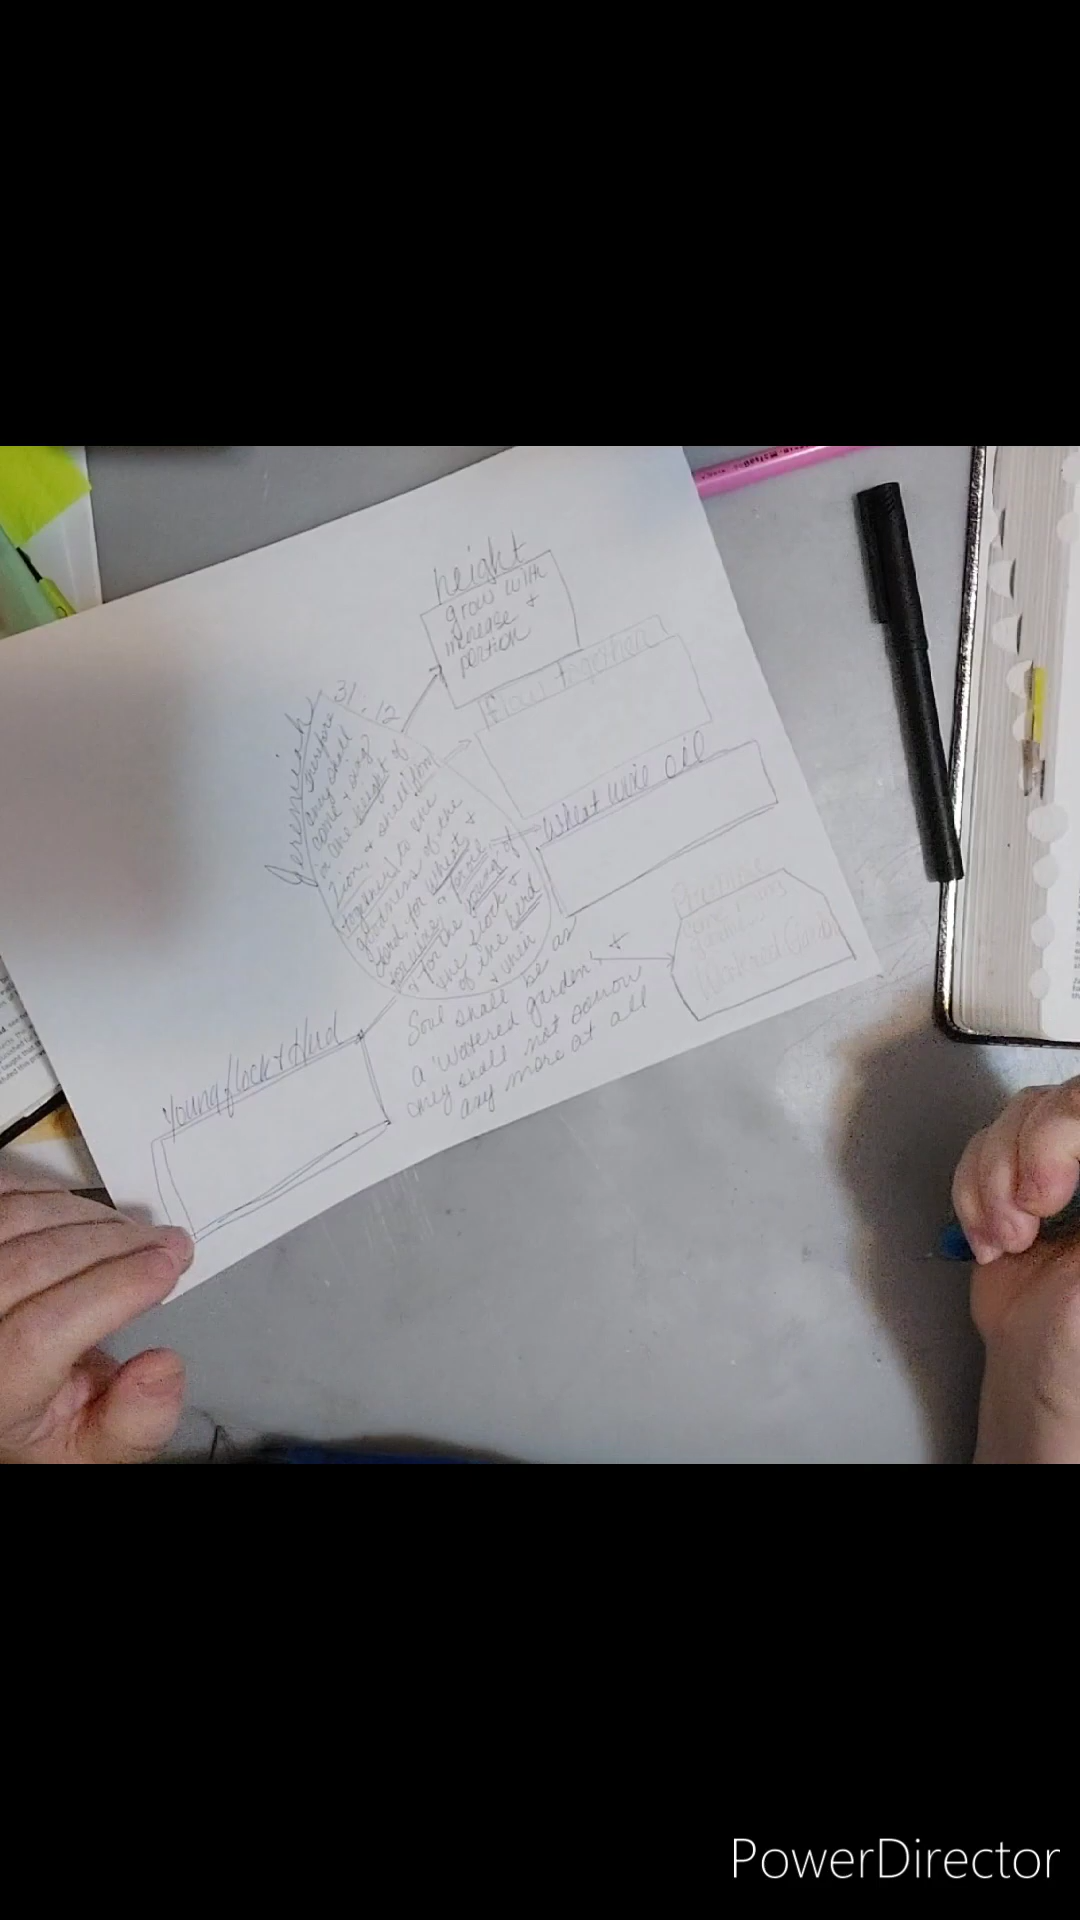 height
grow with
increase +
portion
flow together
Wheat wine oil
Jeremiah 31:12
Therefore
they shall
come + sing
in the height of
Zion, + shall flow
together to the
goodness of the
Lord, for wheat +
for wine, + for oil
+ for the young of
the flock +
of the herd
+ their
Soul shall be as
a watered garden, +
they shall not sorrow
any more at all
Watered Garden
Young flock + Herd
PowerDirector